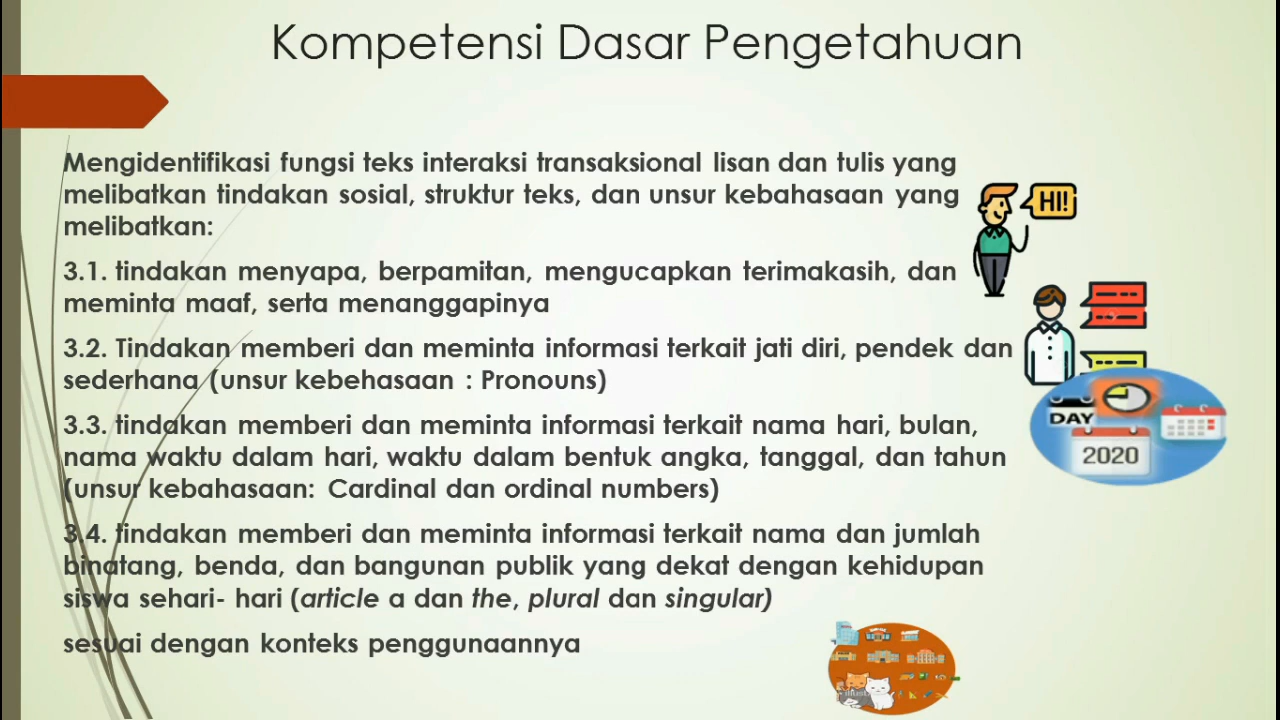 Kompetensi Dasar Pengetahuan
Mengidentifikasi fungsi teks interaksi transaksional lisan dan tulis yang
melibatkan tindakan sosial, struktur teks, dan unsur kebahasaan yang
melibatkan:
3.1. tindakan menyapa, berpamitan, mengucapkan terimakasih, dan
meminta maaf, serta menanggapinya
3.2. Tindakan memberi dan meminta informasi terkait jati diri, pendek dan
sederhana (unsur kebehasaan : Pronouns)
3.3. tindakan memberi dan meminta informasi terkait nama hari, bulan,
nama waktu dalam hari, waktu dalam bentuk angka, tanggal, dan tahun
(unsur kebahasaan: Cardinal dan ordinal numbers)
3.4. tindakan memberi dan meminta informasi terkait nama dan jumlah
binatang, benda, dan bangunan publik yang dekat dengan kehidupan
siswa sehari- hari (article a dan the, plural dan singular)
sesuai dengan konteks penggunaannya
HI!
DAY
2020